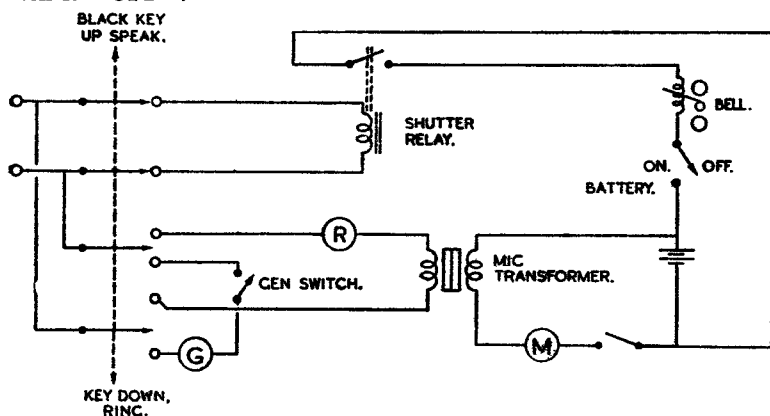 BLACK KEY
UP SPEAK.
SHUTTER
RELAY.
BELL.
ON. OFF.
BATTERY.
R
GEN SWITCH.
MIC
TRANSFORMER.
G
M
KEY DOWN,
RING.